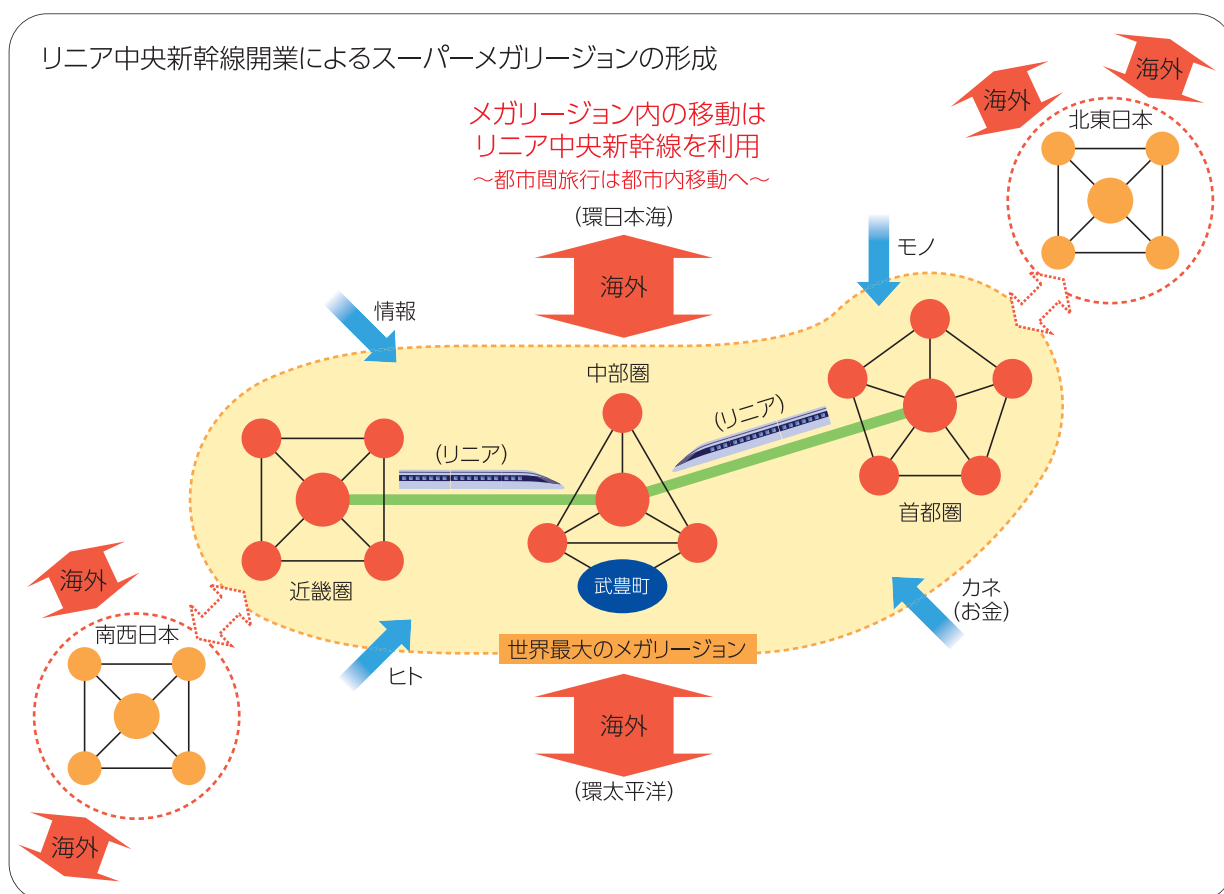 リニア中央新幹線開業によるスーパーメガリージョンの形成
メガリージョン内の移動は
リニア中央新幹線を利用
～都市間旅行は都市内移動へ～
(環日本海)
海外
海外
海外
北東日本
モノ
情報
中部圏
(リニア)
(リニア)
首都圏
近畿圏
武豊町
カネ
(お金)
ヒト
世界最大のメガリージョン
海外
南西日本
海外
海外
(環太平洋)